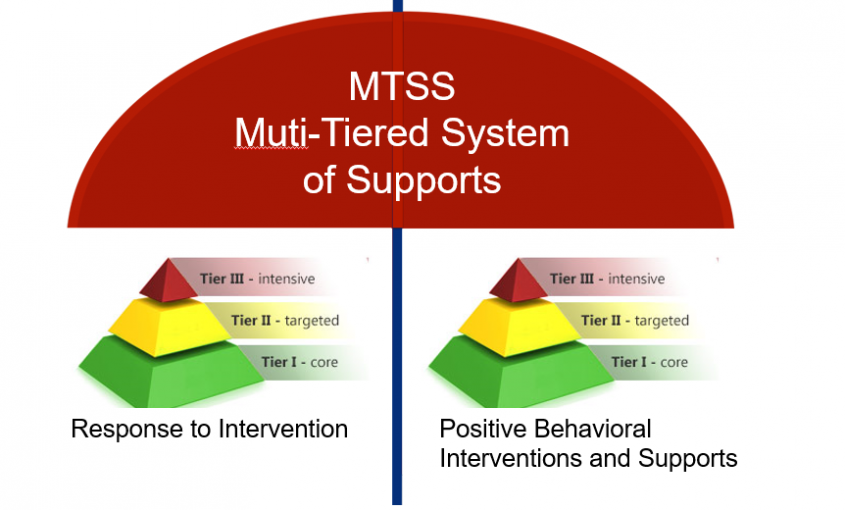 MTSS
Muti-Tiered System
of Supports
Tier III - intensive
Tier II - targeted
Tier I - core
Response to Intervention
Tier III - intensive
Tier II - targeted
Tier I - core
Positive Behavioral
Interventions and Supports